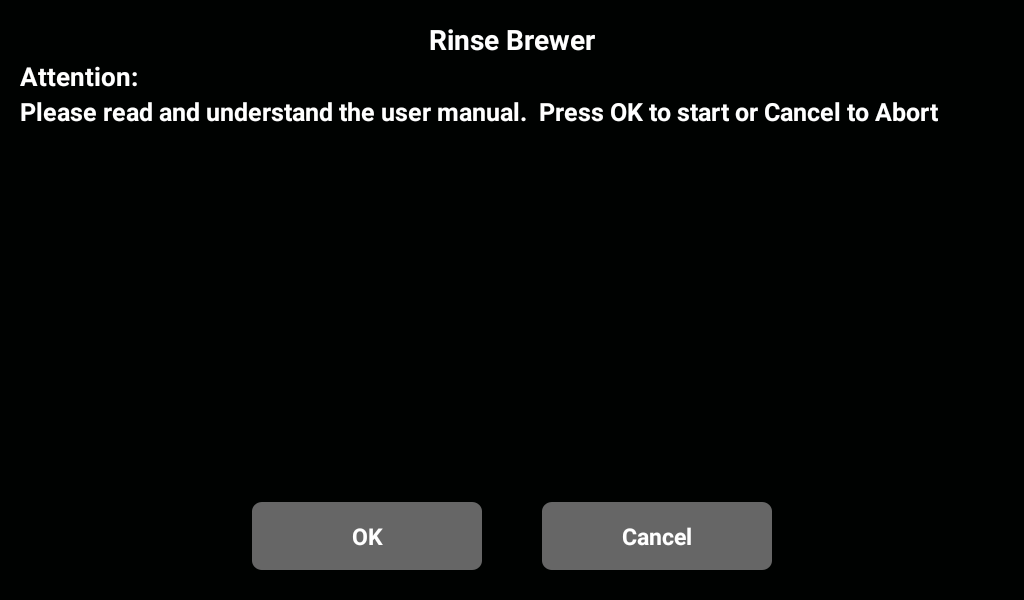 Rinse Brewer
Attention:
Please read and understand the user manual.  Press OK to start or Cancel to Abort
OK
Cancel